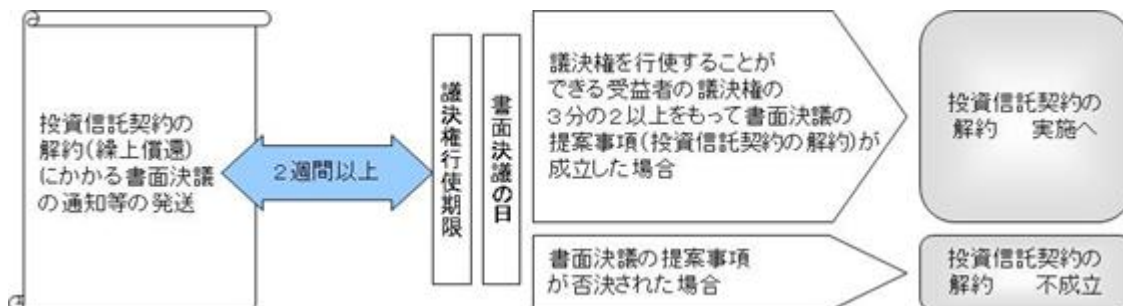 投資信託契約の
解約(繰上償還)
にかかる書面決議
の通知等の発送
2週間以上
議決権行使期限
書面決議の日
議決権を行使することが
できる受益者の議決権の
3分の2以上をもって書面決議の
提案事項(投資信託契約の解約)が
成立した場合
投資信託契約の
解約 実施へ
書面決議の提案事項
が否決された場合
投資信託契約の
解約 不成立